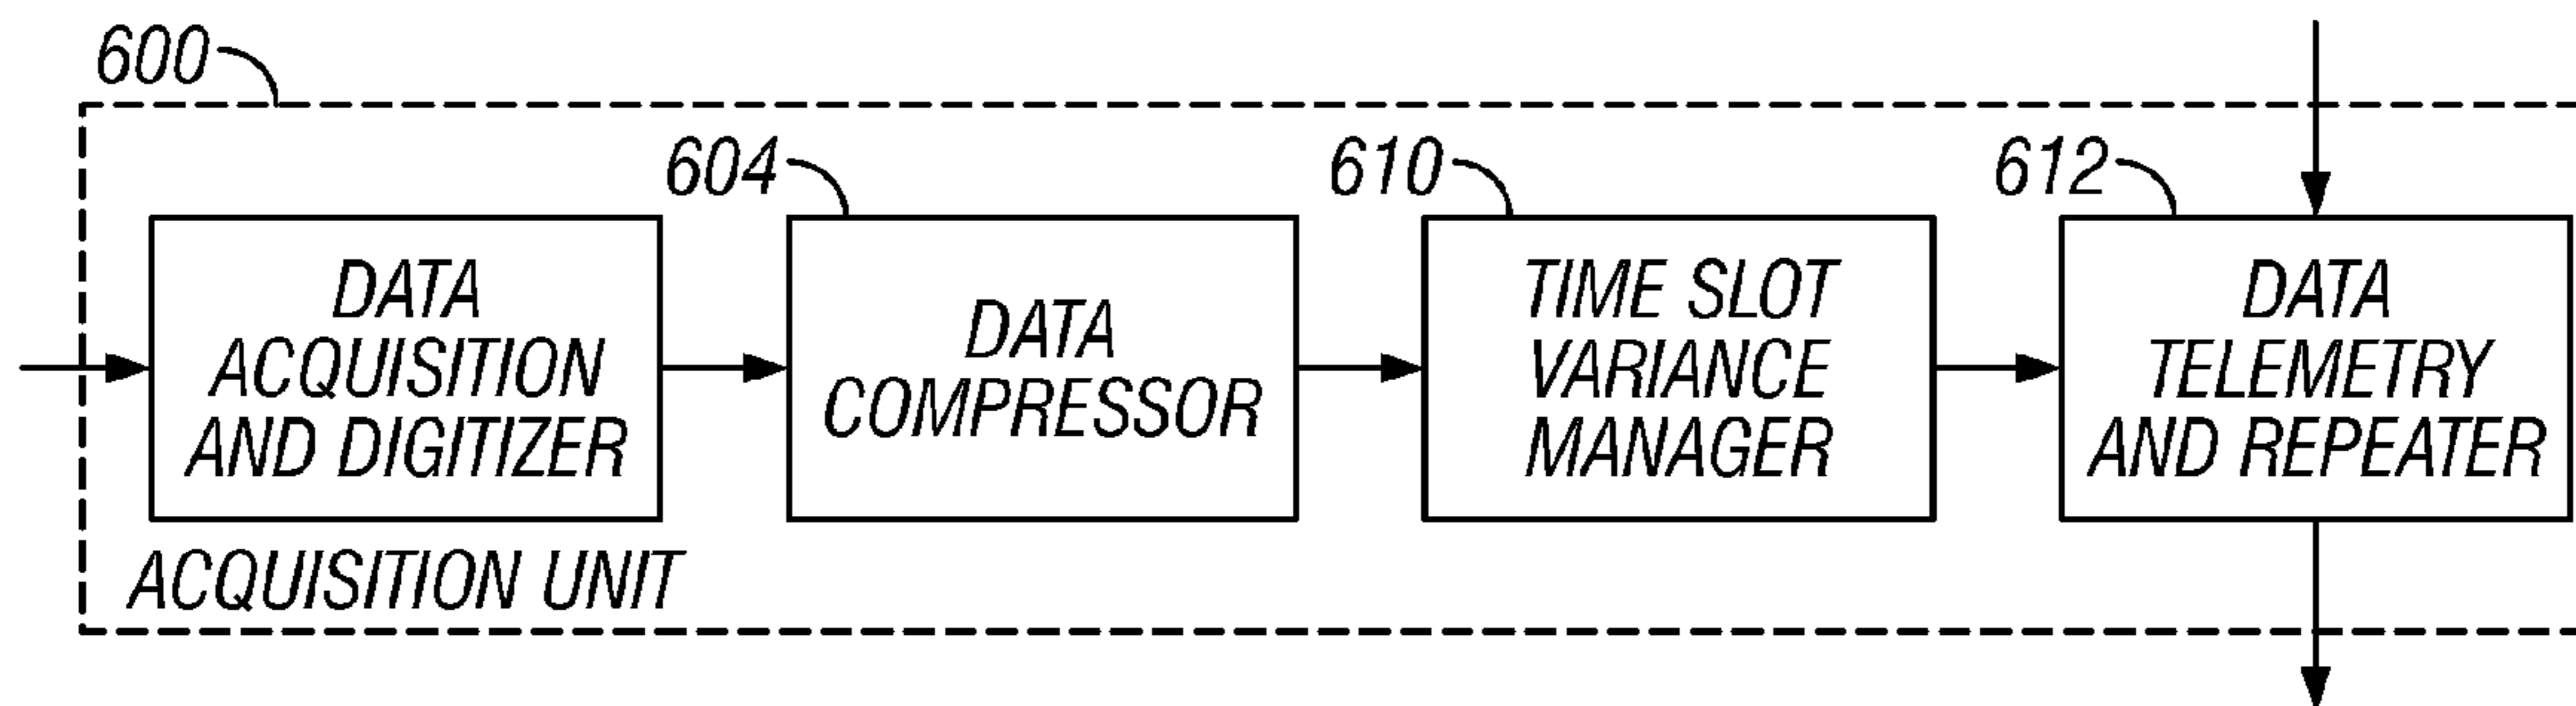 600
604
610
612
DATA
ACQUISITION
AND DIGITIZER
DATA
COMPRESSOR
TIME SLOT
VARIANCE
MANAGER
DATA
TELEMETRY
AND REPEATER
ACQUISITION UNIT